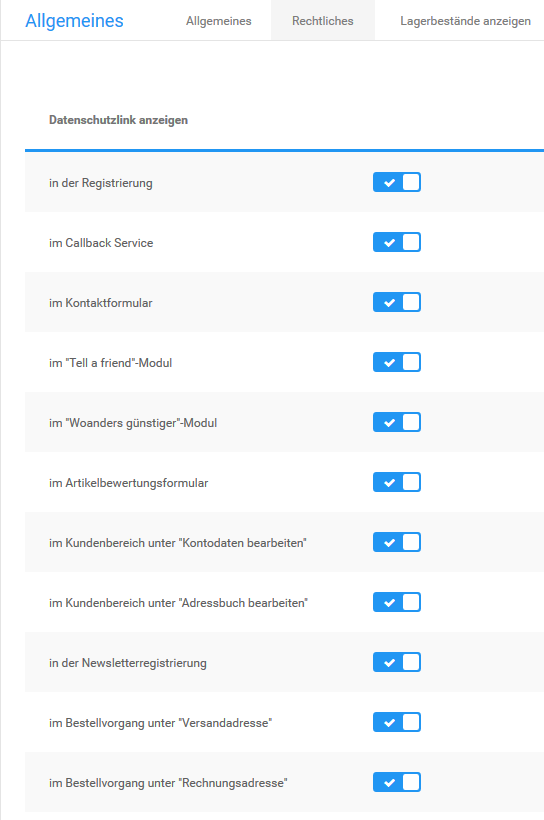 Allgemeines Allgemeines Rechtliches Lagerbestände anzeigen
Datenschutzlink anzeigen
in der Registrierung
im Callback Service
im Kontaktformular
im "Tell a friend"-Modul
im "Woanders günstiger"-Modul
im Artikelbewertungsformular
im Kundenbereich unter "Kontodaten bearbeiten"
im Kundenbereich unter "Adressbuch bearbeiten"
in der Newsletterregistrierung
im Bestellvorgang unter "Versandadresse"
im Bestellvorgang unter "Rechnungsadresse"